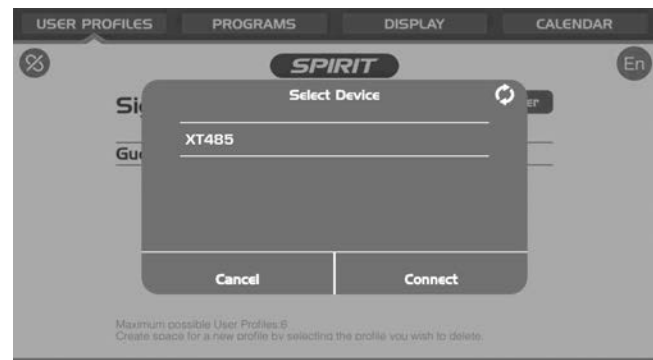 USER PROFILES PROGRAMS DISPLAY CALENDAR
SPIRIT En
Select Device
XT485
Cancel Connect
Maximum possible User Profiles:6
Create space for a new profile by selecting the profile you wish to delete.